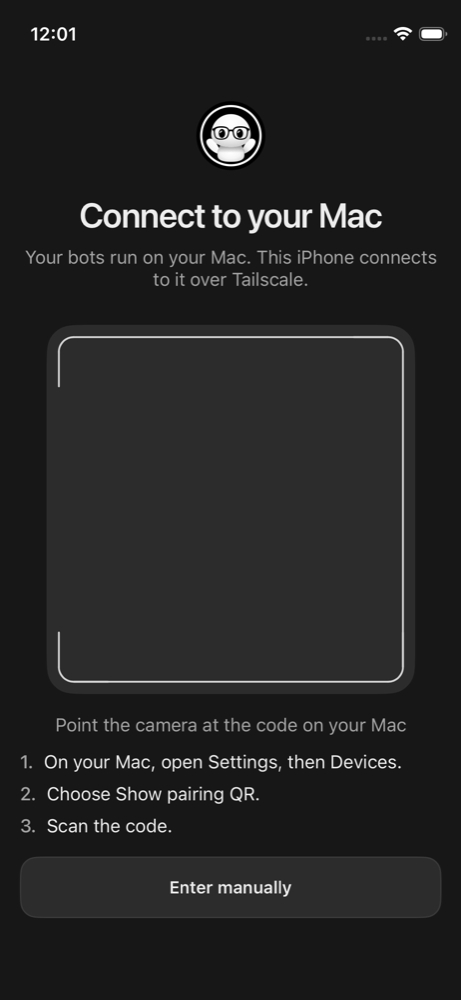 12:01
Connect to your Mac
Your bots run on your Mac. This iPhone connects
to it over Tailscale.
Point the camera at the code on your Mac
1. On your Mac, open Settings, then Devices.
2. Choose Show pairing QR.
3. Scan the code.
Enter manually